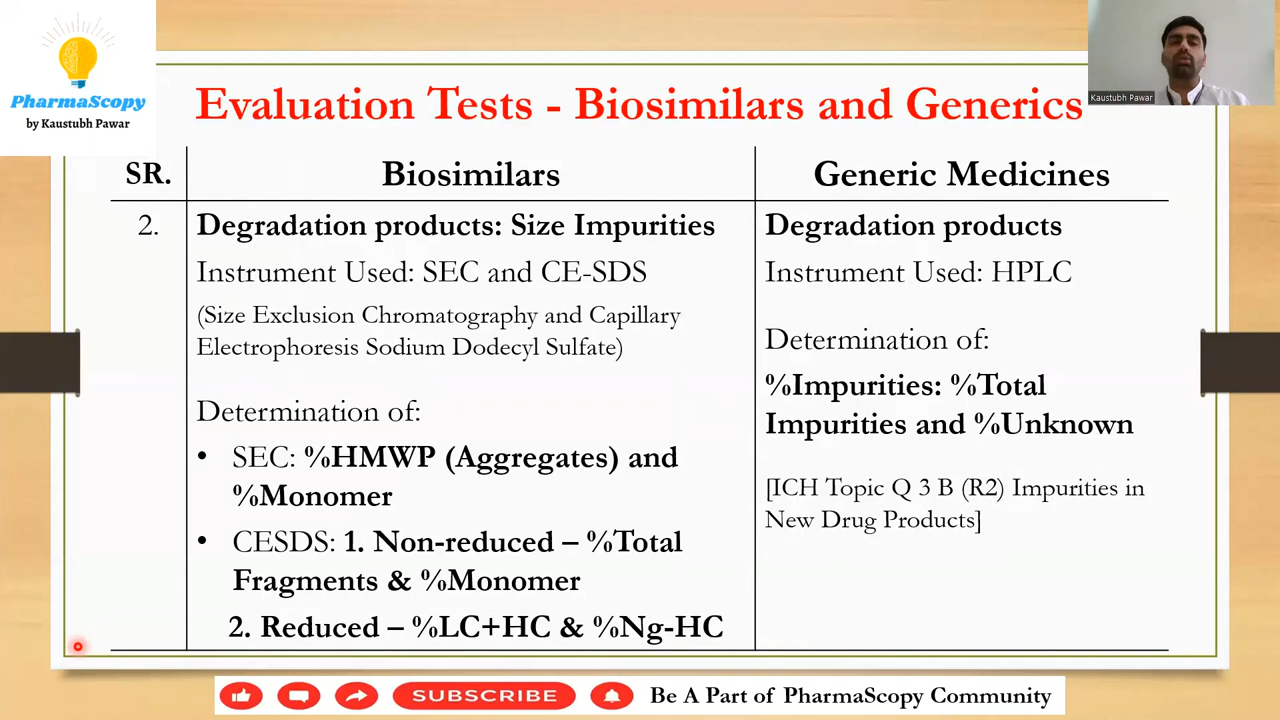 PharmaScopy
by Kaustubh Pawar
Kaustubh Pawar
Evaluation Tests - Biosimilars and Generics
SR.
Biosimilars
Generic Medicines
2.
Degradation products: Size Impurities
Instrument Used: SEC and CE-SDS
(Size Exclusion Chromatography and Capillary
Electrophoresis Sodium Dodecyl Sulfate)
Determination of:
• SEC: %HMWP (Aggregates) and
%Monomer
• CESDS: 1. Non-reduced – %Total
Fragments & %Monomer
2. Reduced – %LC+HC & %Ng-HC
Degradation products
Instrument Used: HPLC
Determination of:
%Impurities: %Total
Impurities and %Unknown
[ICH Topic Q 3 B (R2) Impurities in
New Drug Products]
SUBSCRIBE
Be A Part of PharmaScopy Community